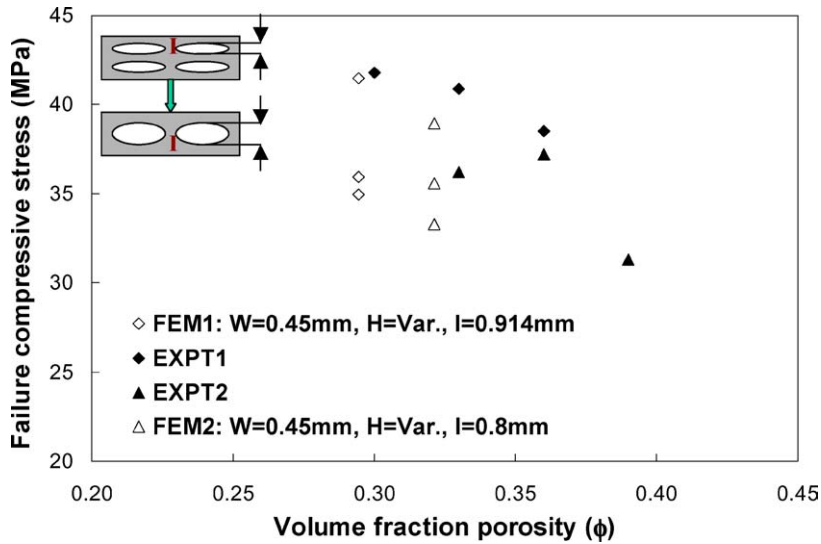 Failure compressive stress (MPa)
45
40
35
30
25
20
FEM1: W=0.45mm, H=Var., l=0.914mm
EXPT1
EXPT2
FEM2: W=0.45mm, H=Var., l=0.8mm
0.20 0.25 0.30 0.35 0.40 0.45
Volume fraction porosity (ϕ)